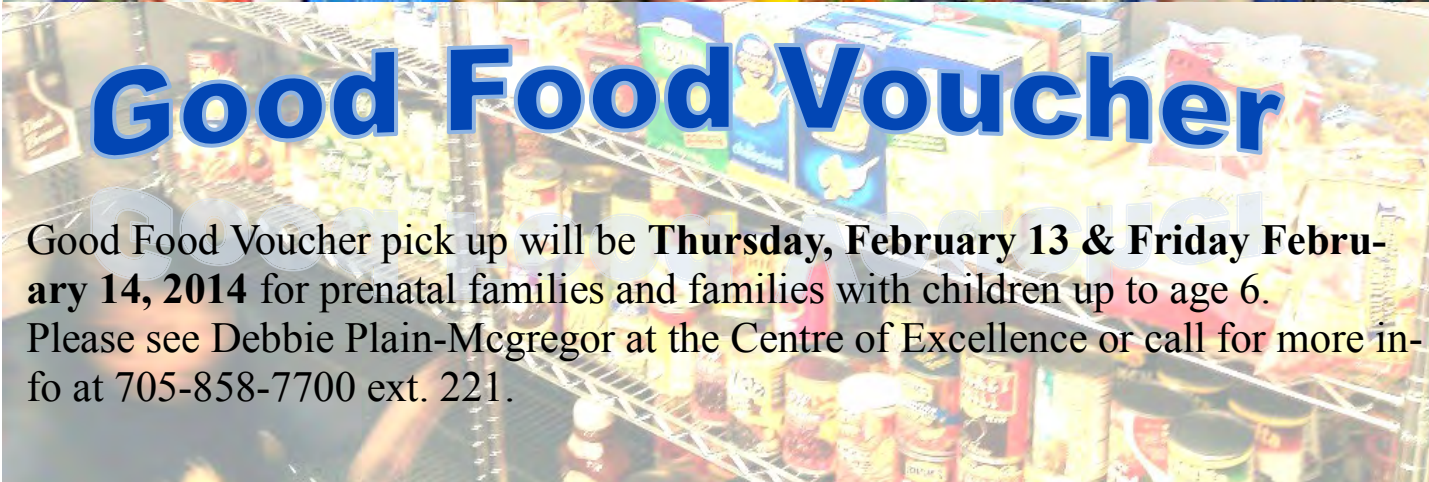 Good Food Voucher
Good Food Voucher pick up will be Thursday, February 13 & Friday Febru-
ary 14, 2014 for prenatal families and families with children up to age 6.
Please see Debbie Plain-Mcgregor at the Centre of Excellence or call for more in-
fo at 705-858-7700 ext. 221.